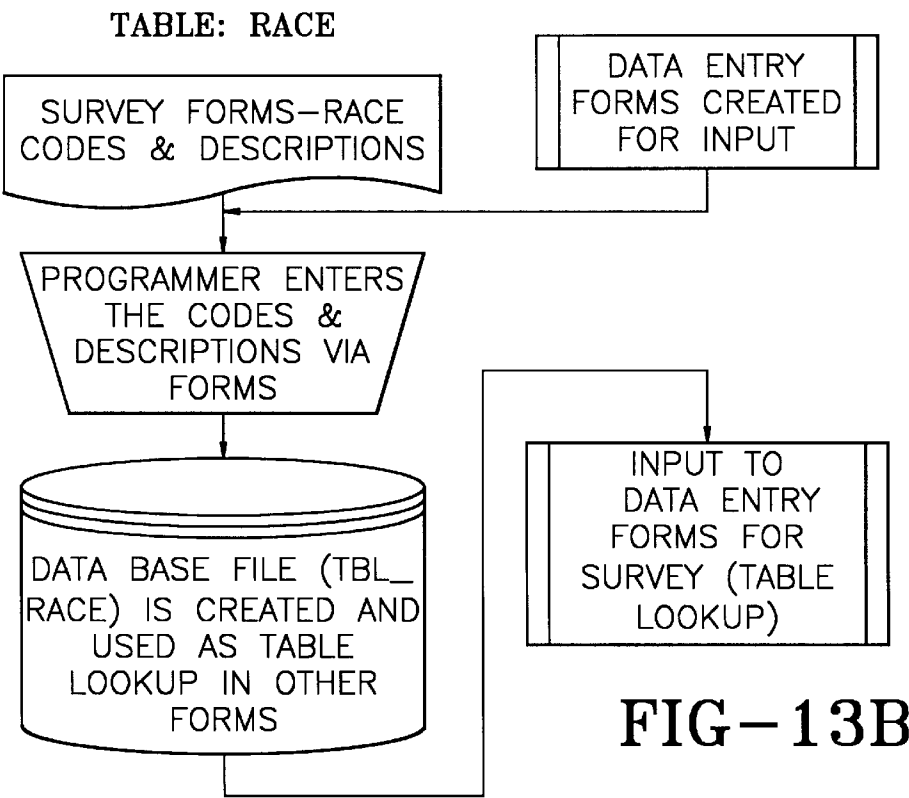 TABLE: RACE
SURVEY FORMS-RACE
CODES & DESCRIPTIONS
DATA ENTRY
FORMS CREATED
FOR INPUT
PROGRAMMER ENTERS
THE CODES &
DESCRIPTIONS VIA
FORMS
DATA BASE FILE (TBL_
RACE) IS CREATED AND
USED AS TABLE
LOOKUP IN OTHER
FORMS
INPUT TO
DATA ENTRY
FORMS FOR
SURVEY (TABLE
LOOKUP)
FIG-13B